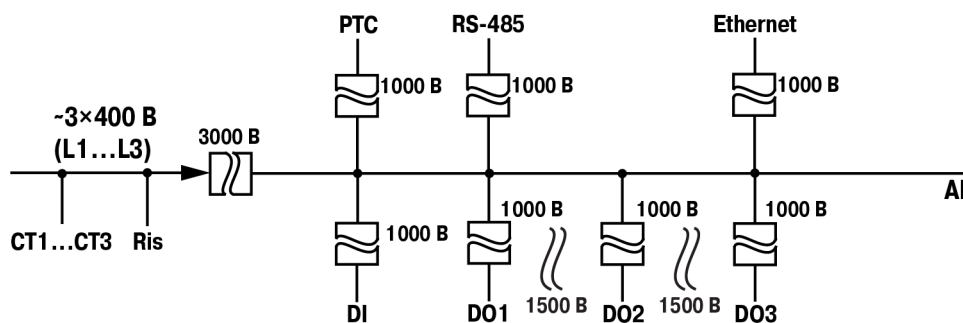 PTC
RS-485
Ethernet
1000 В
1000 В
1000 В
~3×400 В
(L1...L3)
3000 В
CT1...CT3
Ris
1000 В
1000 В
1000 В
1000 В
1500 В
1500 В
DI
DO1
DO2
DO3